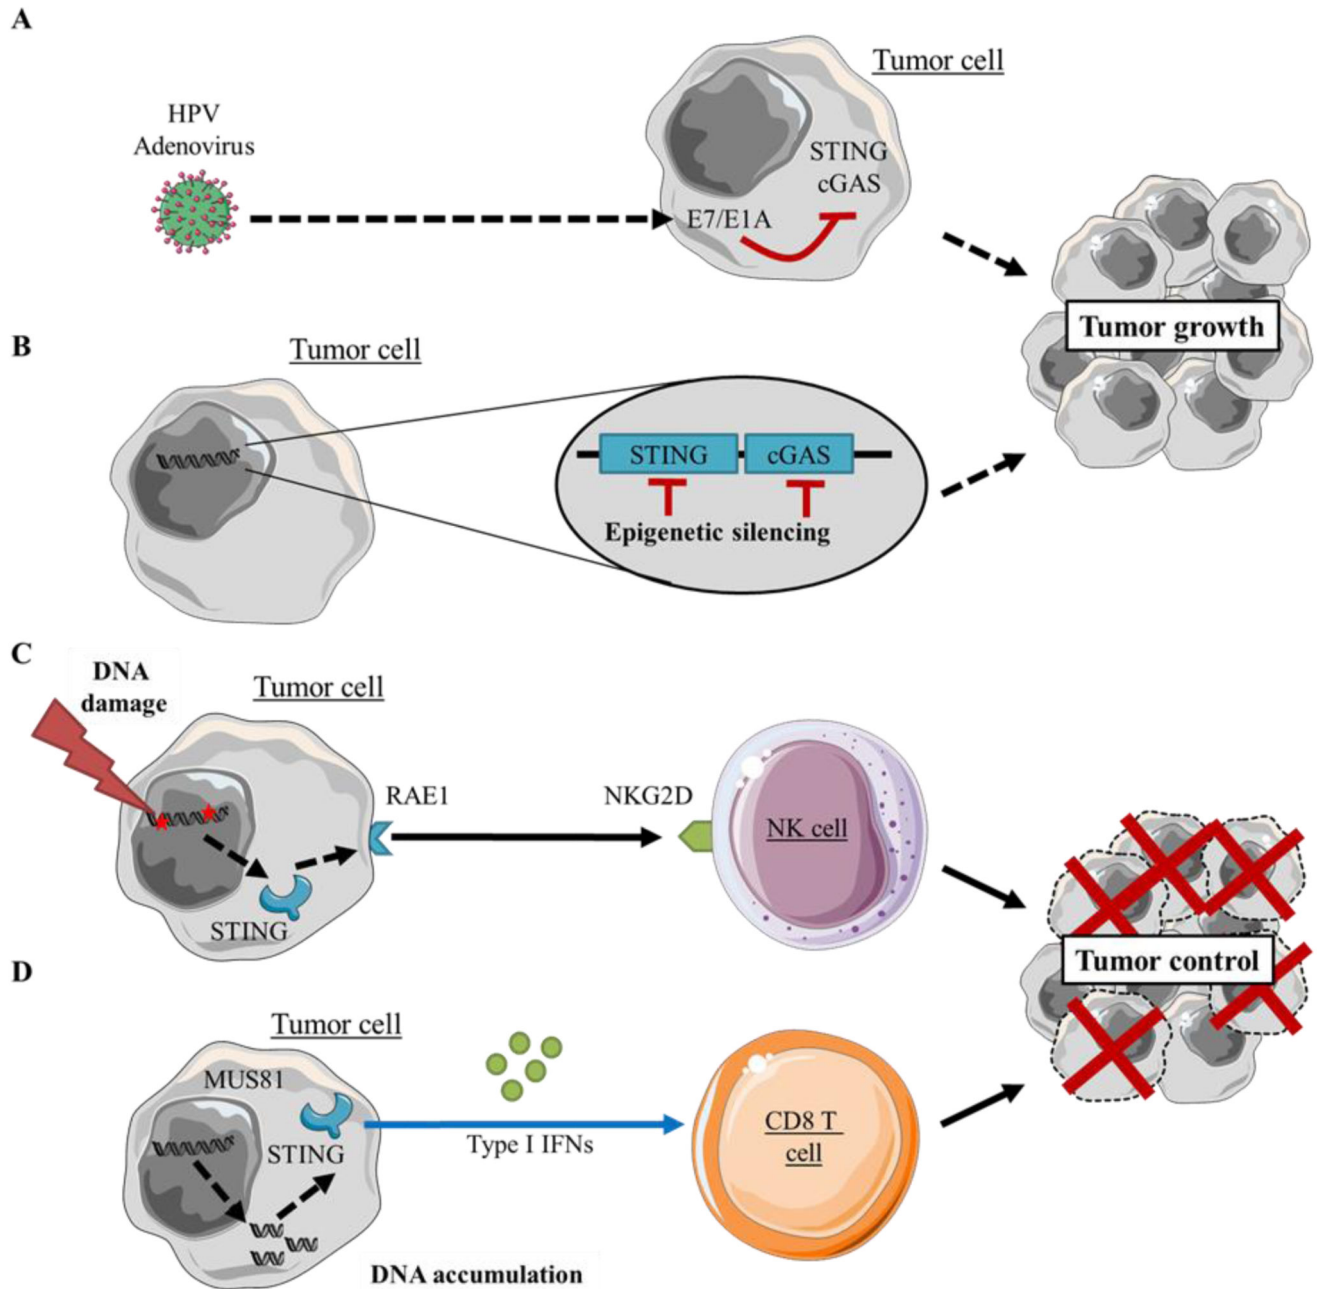 A
Tumor cell
HPV
Adenovirus
STING
cGAS
E7/E1A
Tumor growth
B
Tumor cell
STING
cGAS
Epigenetic silencing
C
DNA
damage
Tumor cell
RAE1
NKG2D
NK cell
STING
Tumor control
D
Tumor cell
MUS81
STING
Type I IFNs
CD8 T
cell
DNA accumulation